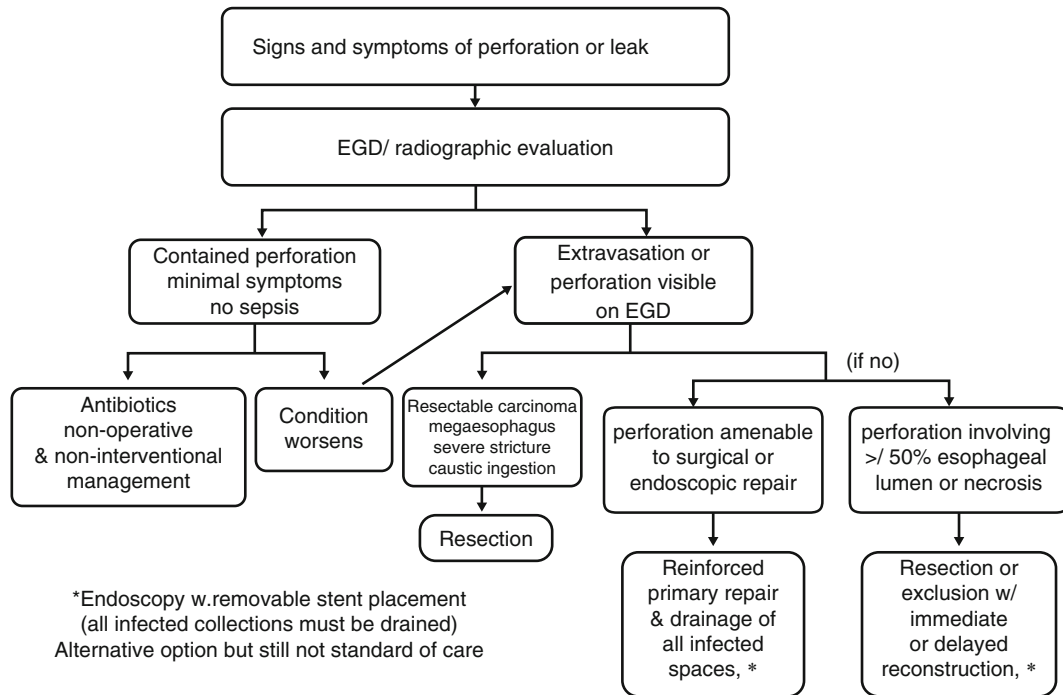 Signs and symptoms of perforation or leak
EGD/ radiographic evaluation
Contained perforation
minimal symptoms
no sepsis
Extravasation or
perforation visible
on EGD
(if no)
Antibiotics
non-operative
& non-interventional
management
Condition
worsens
Resectable carcinoma
megaesophagus
severe stricture
caustic ingestion
perforation amenable
to surgical or
endoscopic repair
perforation involving
>/ 50% esophageal
lumen or necrosis
Resection
Reinforced
primary repair
& drainage of
all infected
spaces, *
Resection or
exclusion w/
immediate
or delayed
reconstruction, *
*Endoscopy w.removable stent placement
(all infected collections must be drained)
Alternative option but still not standard of care